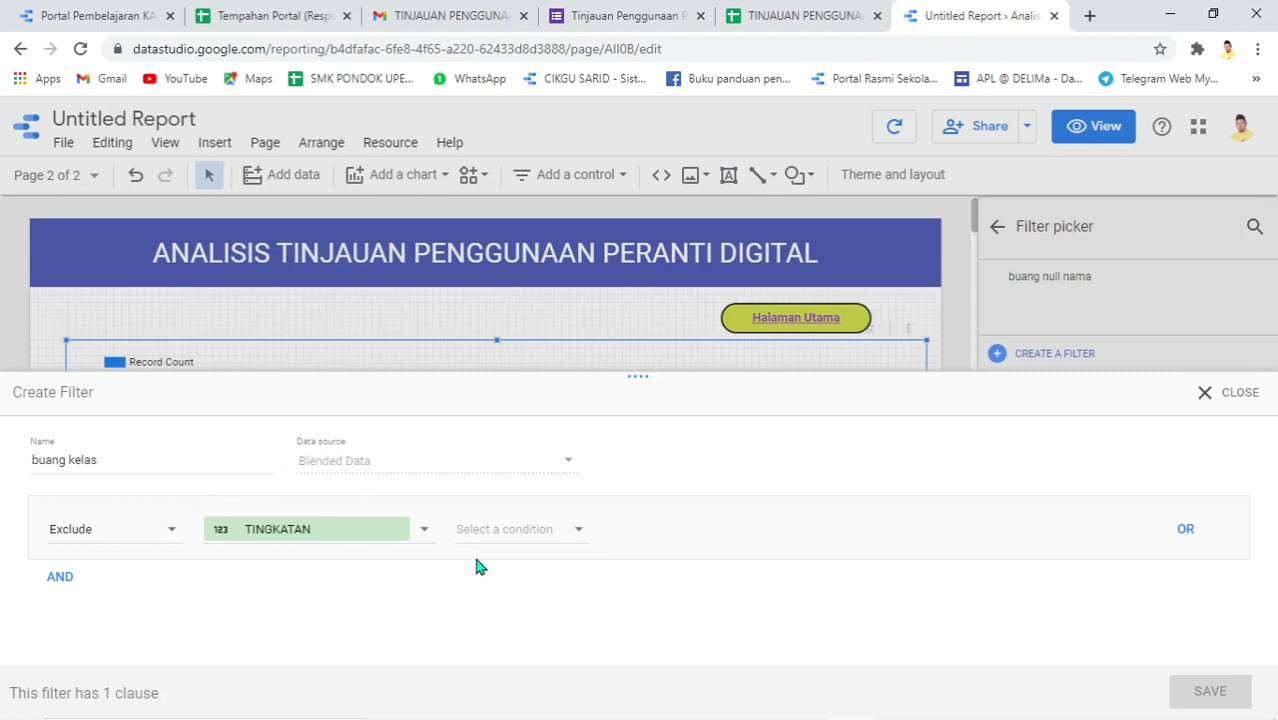 Portal Pembelajaran KA
Tempahan Portal (Resp
TINJAUAN PENGGUNA
Tinjauan Penggunaan P
TINJAUAN PENGGUNAA
Untitled Report › Analis
datastudio.google.com/reporting/b4dfafac-6fe8-4f65-a220-62433d8d3888/page/AII0B/edit
Apps
Gmail
YouTube
Maps
SMK PONDOK UPE...
WhatsApp
CIKGU SARID - Sist...
Buku panduan pen...
Portal Rasmi Sekola...
APL @ DELIMa - Da...
Telegram Web My...
»
Untitled Report
File Edit View Insert Page Arrange Resource Help
Share
View
Page 2 of 2
Add data
Add a chart
Add a control
Theme and layout
ANALISIS TINJAUAN PENGGUNAAN PERANTI DIGITAL
Filter picker
buang null nama
Halaman Utama
CREATE A FILTER
Record Count
Create Filter
CLOSE
Name
Data source
buang kelas
Blended Data
Exclude
123 TINGKATAN
Select a condition
OR
AND
This filter has 1 clause
SAVE